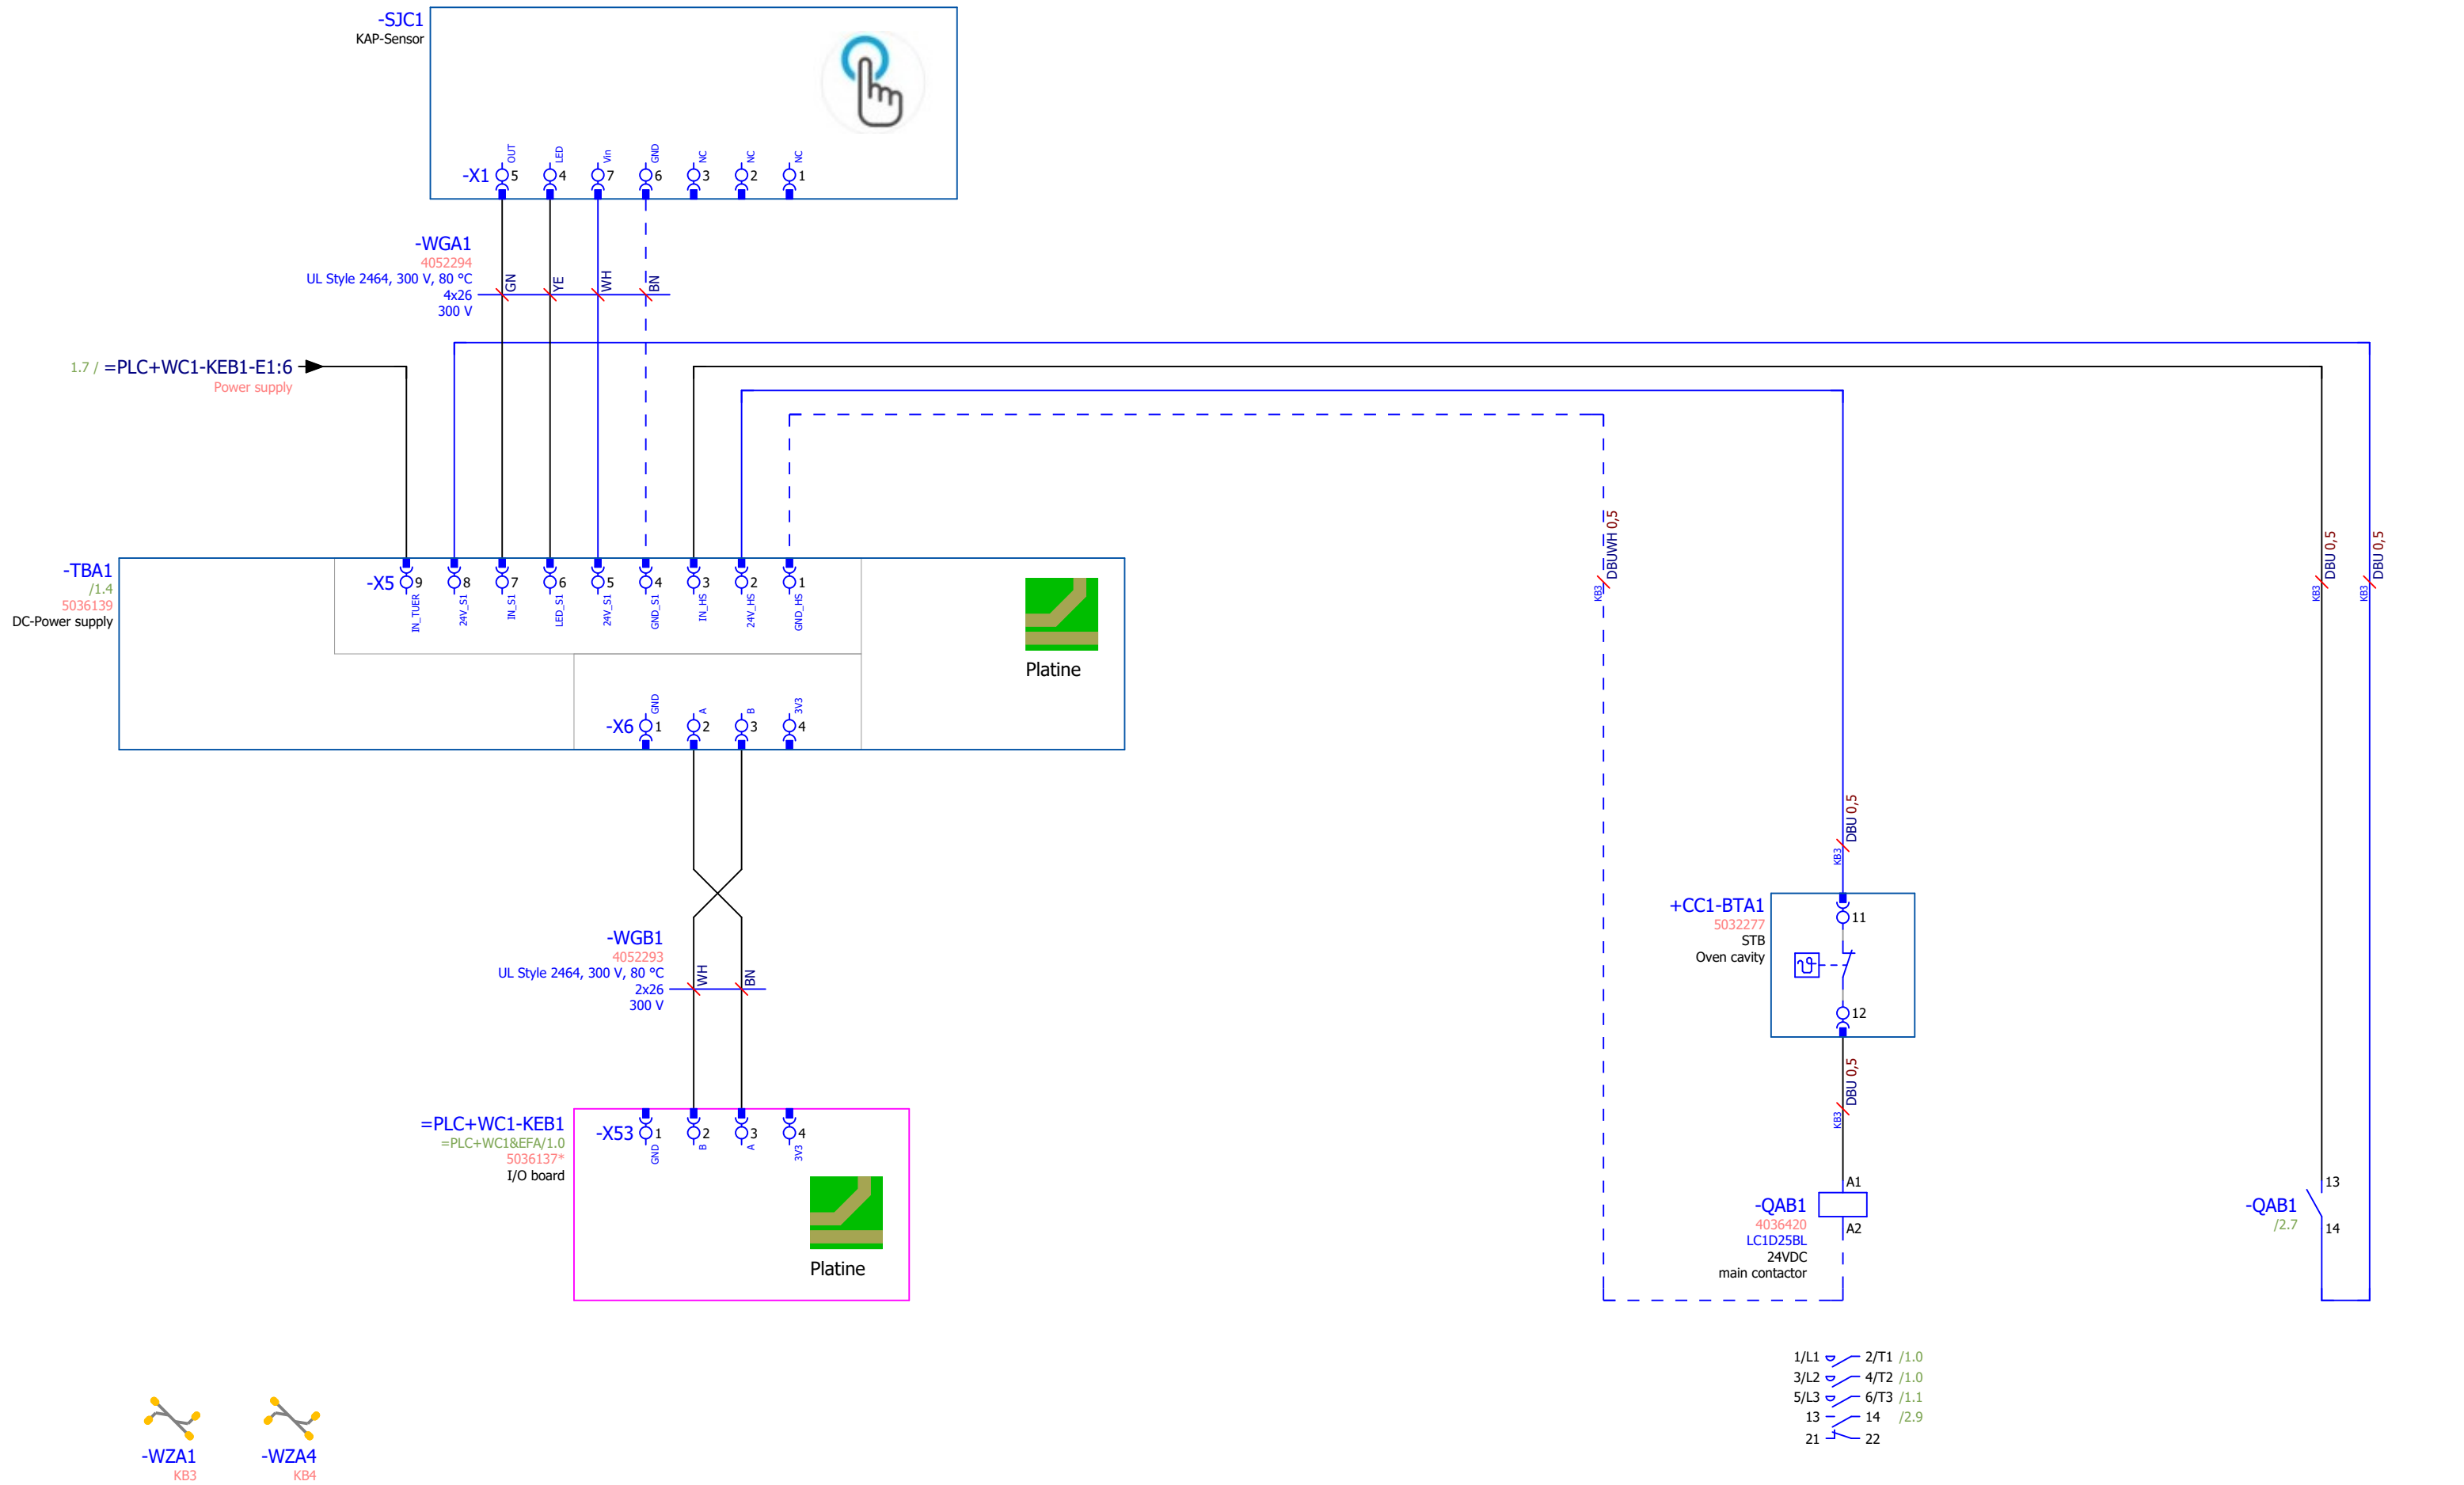 -SJC1
KAP-Sensor
OUT
LED
Vin
GND
NC
NC
NC
-X1
5
4
7
6
3
2
1
-WGA1
4052294
UL Style 2464, 300 V, 80 °C
4x26
300 V
GN
YE
WH
BN
1.7 / =PLC+WC1-KEB1-E1:6
Power supply
-TBA1
/1.4
5036139
DC-Power supply
-X5
9
8
7
6
5
4
3
2
1
IN_TUER
24V_S1
IN_S1
LED_S1
24V_S1
GND_S1
IN_HS
24V_HS
GND_HS
Platine
-X6
GND
A
B
3V3
1
2
3
4
KB3
DBUWH 0,5
KB3
DBU 0,5
KB3
DBU 0,5
KB3
DBU 0,5
+CC1-BTA1
5032277
STB
Oven cavity
11
ϑ
12
-WGB1
4052293
UL Style 2464, 300 V, 80 °C
2x26
300 V
WH
BN
KB3
DBU 0,5
=PLC+WC1-KEB1
=PLC+WC1&EFA/1.0
5036137*
I/O board
-X53
1
2
3
4
GND
B
A
3V3
Platine
-QAB1
4036420
LC1D25BL
24VDC
main contactor
A1
A2
-QAB1
/2.7
13
14
1/L1 2/T1 /1.0
3/L2 4/T2 /1.0
5/L3 6/T3 /1.1
13 14 /2.9
21 22
-WZA1
KB3
-WZA4
KB4